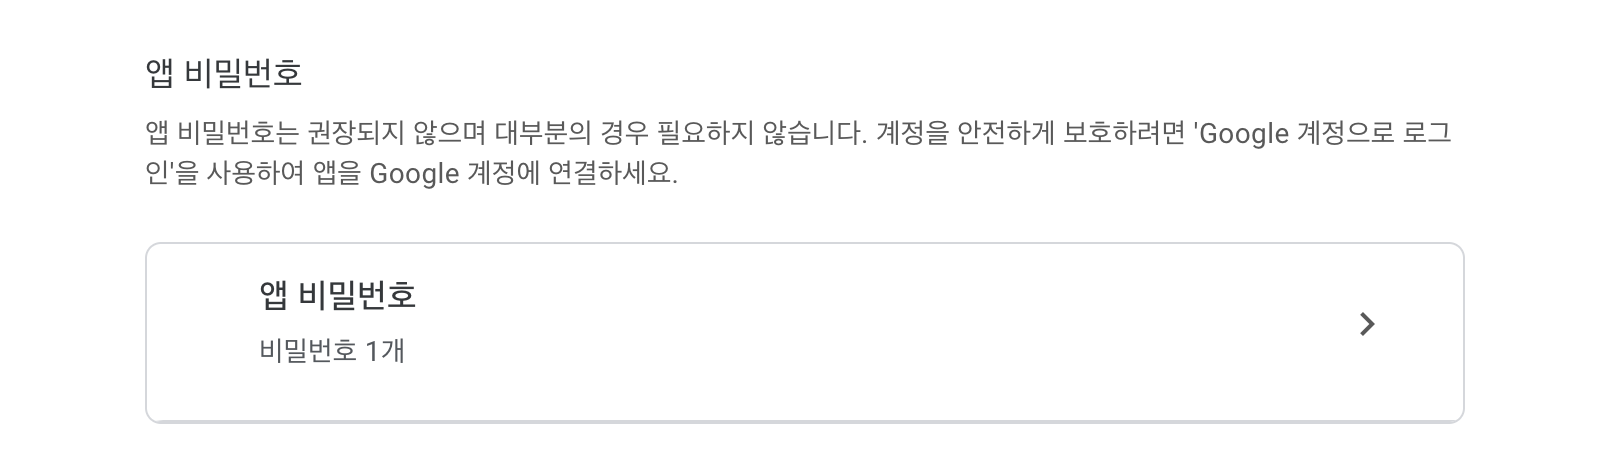 앱 비밀번호
앱 비밀번호는 권장되지 않으며 대부분의 경우 필요하지 않습니다. 계정을 안전하게 보호하려면 'Google 계정으로 로그
인'을 사용하여 앱을 Google 계정에 연결하세요.
앱 비밀번호
비밀번호 1개